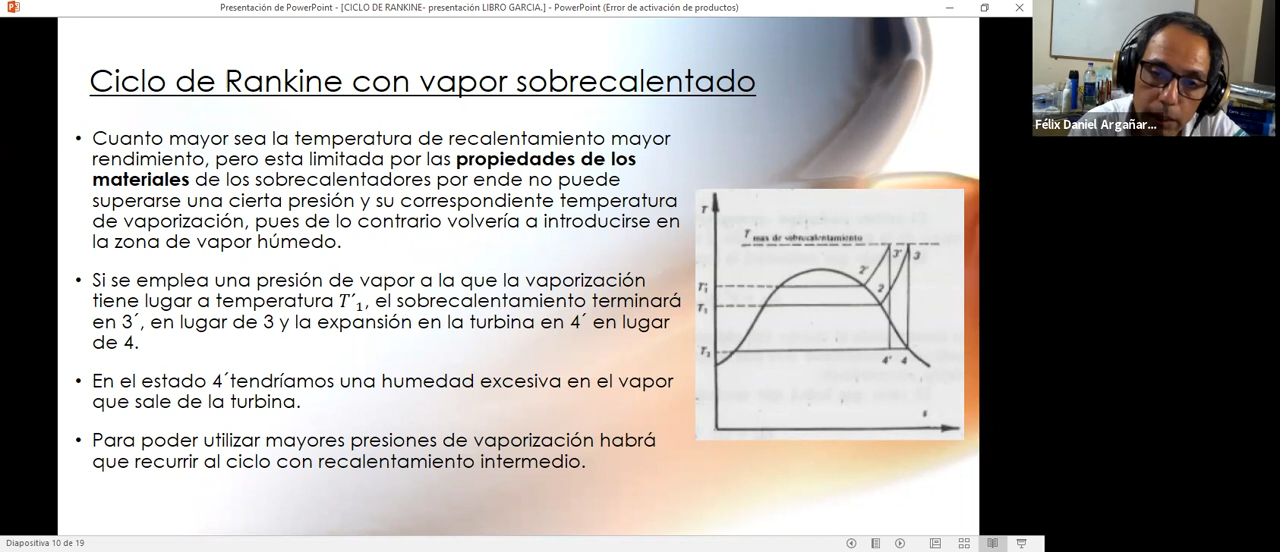 Presentación de PowerPoint - [CICLO DE RANKINE- presentación LIBRO GARCIA.] - PowerPoint (Error de activación de productos)
Ciclo de Rankine con vapor sobrecalentado
• Cuanto mayor sea la temperatura de recalentamiento mayor
rendimiento, pero esta limitada por las propiedades de los
materiales de los sobrecalentadores por ende no puede
superarse una cierta presión y su correspondiente temperatura
de vaporización, pues de lo contrario volvería a introducirse en
la zona de vapor húmedo.
• Si se emplea una presión de vapor a la que la vaporización
tiene lugar a temperatura T´₁, el sobrecalentamiento terminará
en 3´, en lugar de 3 y la expansión en la turbina en 4´ en lugar
de 4.
• En el estado 4´tendríamos una humedad excesiva en el vapor
que sale de la turbina.
• Para poder utilizar mayores presiones de vaporización habrá
que recurrir al ciclo con recalentamiento intermedio.
T
T max de sobrecalentamiento
3' 3
2'
2
4' 4
s
Félix Daniel Argañar...
Diapositiva 10 de 19